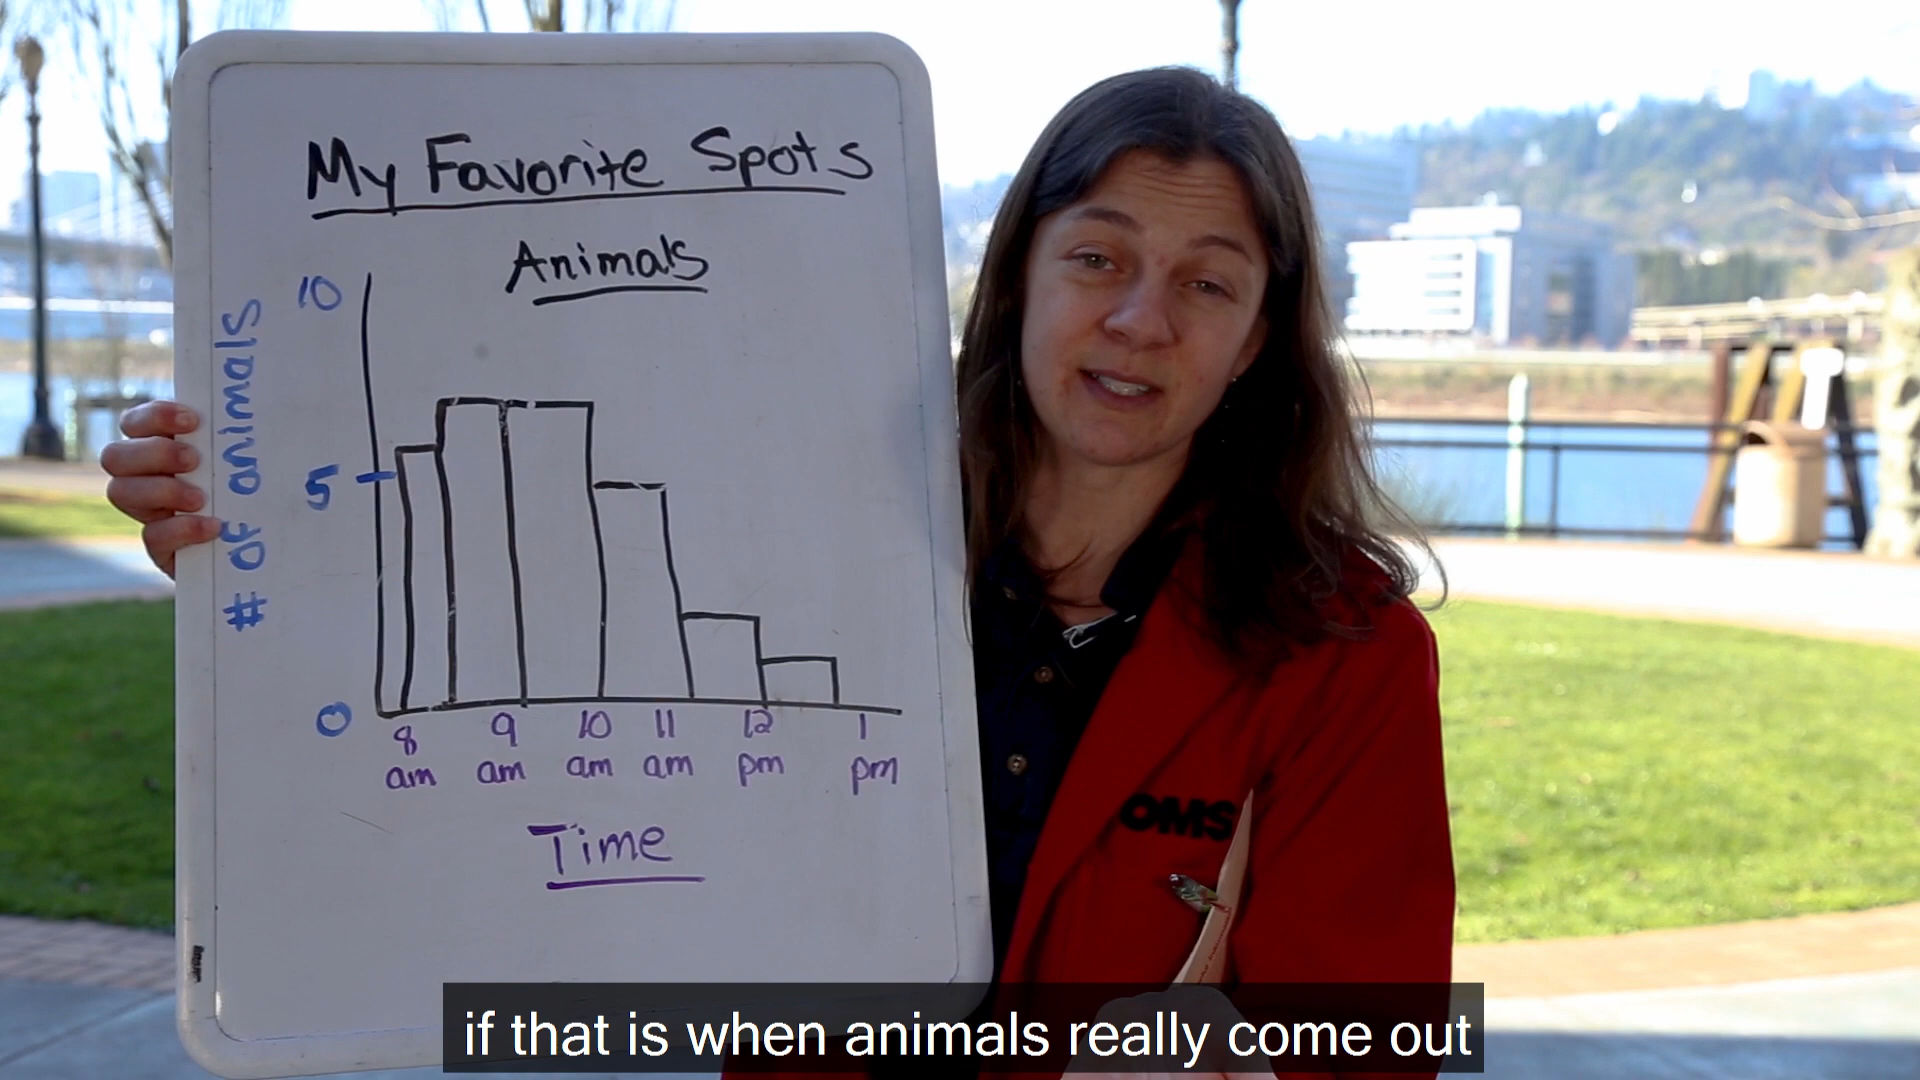 My Favorite Spots
Animals
# of animals
10
5
0
8 am
9 am
10 am
11 am
12 pm
1 pm
Time
OMS
if that is when animals really come out